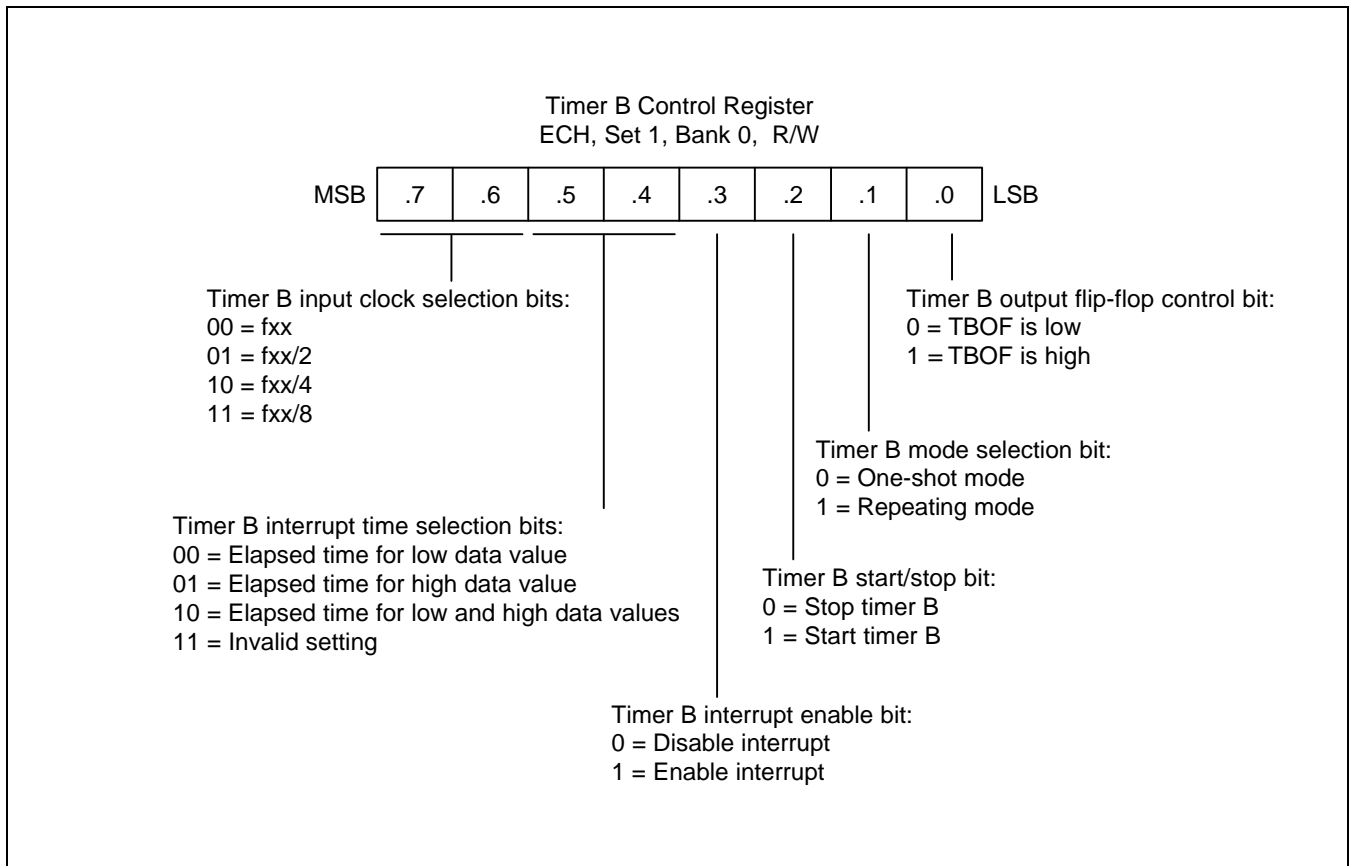 Timer B Control Register
ECH, Set 1, Bank 0, R/W
MSB .7 .6 .5 .4 .3 .2 .1 .0 LSB
Timer B input clock selection bits:
00 = fxx
01 = fxx/2
10 = fxx/4
11 = fxx/8
Timer B output flip-flop control bit:
0 = TBOF is low
1 = TBOF is high
Timer B mode selection bit:
0 = One-shot mode
1 = Repeating mode
Timer B interrupt time selection bits:
00 = Elapsed time for low data value
01 = Elapsed time for high data value
10 = Elapsed time for low and high data values
11 = Invalid setting
Timer B start/stop bit:
0 = Stop timer B
1 = Start timer B
Timer B interrupt enable bit:
0 = Disable interrupt
1 = Enable interrupt